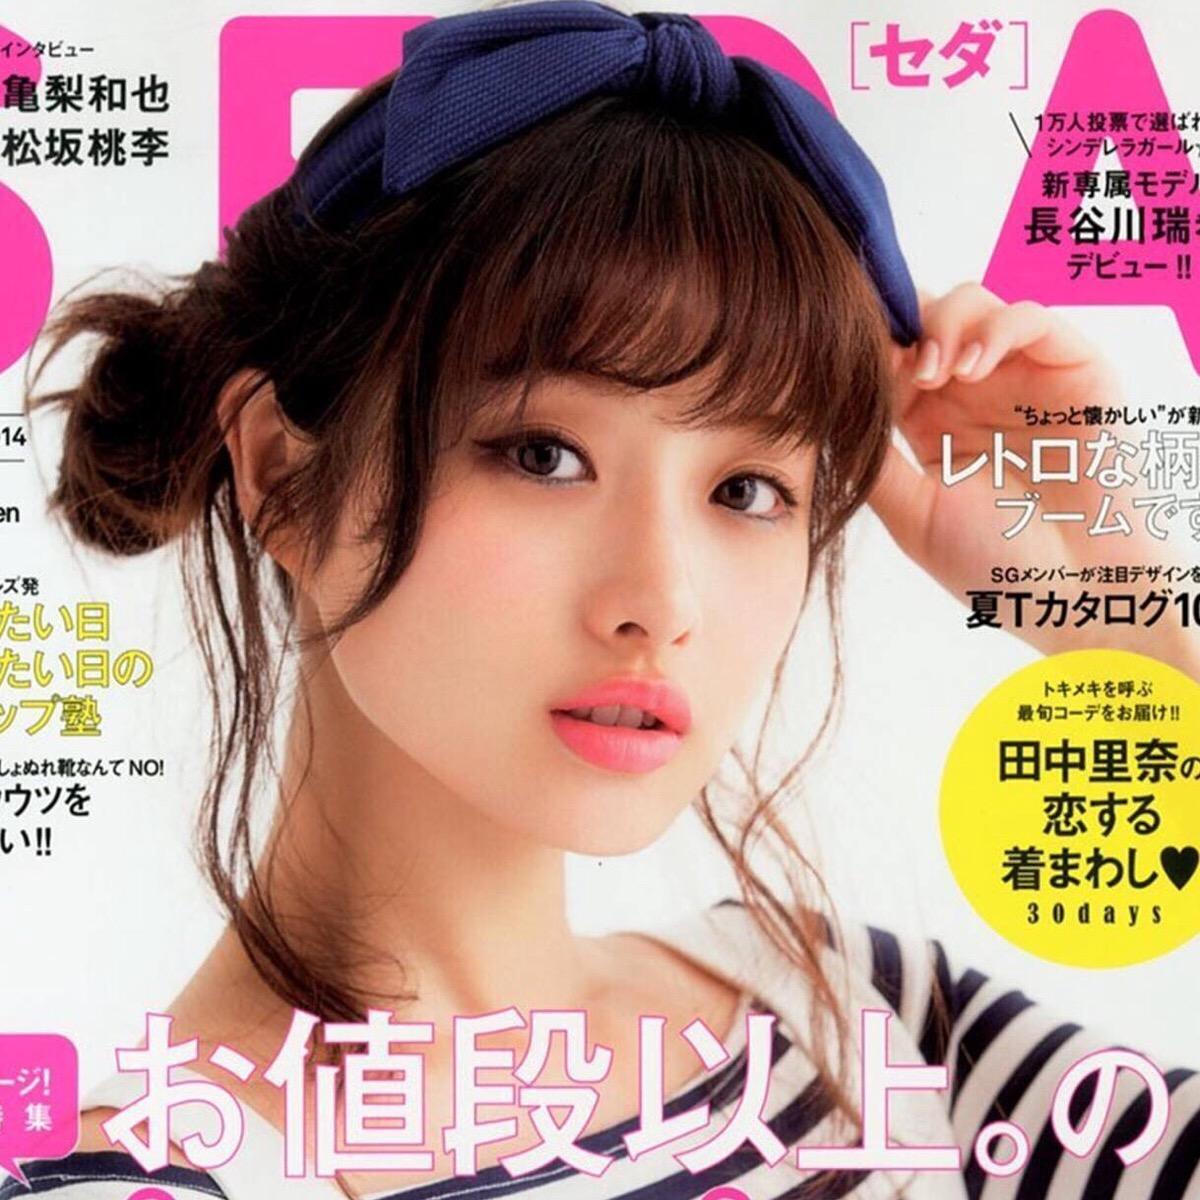 SEDA
[セダ]
インタビュー
亀梨和也
松坂桃李
1万人投票で選ばれ
シンデレラガール
新専属モデル
長谷川瑞
デビュー!!
14
en
“ちょっと懐かしい”が新
レトロな柄
ブームです
ルズ発
たい日
たい日の
ップ塾
SGメンバーが注目デザインを
夏Tカタログ10
しょぬれ靴なんてNO!
ウツを
い!!
トキメキを呼ぶ
最旬コーデをお届け!!
田中里奈の
恋する
着まわし♥
30days
ージ!
特集
お値段以上。の